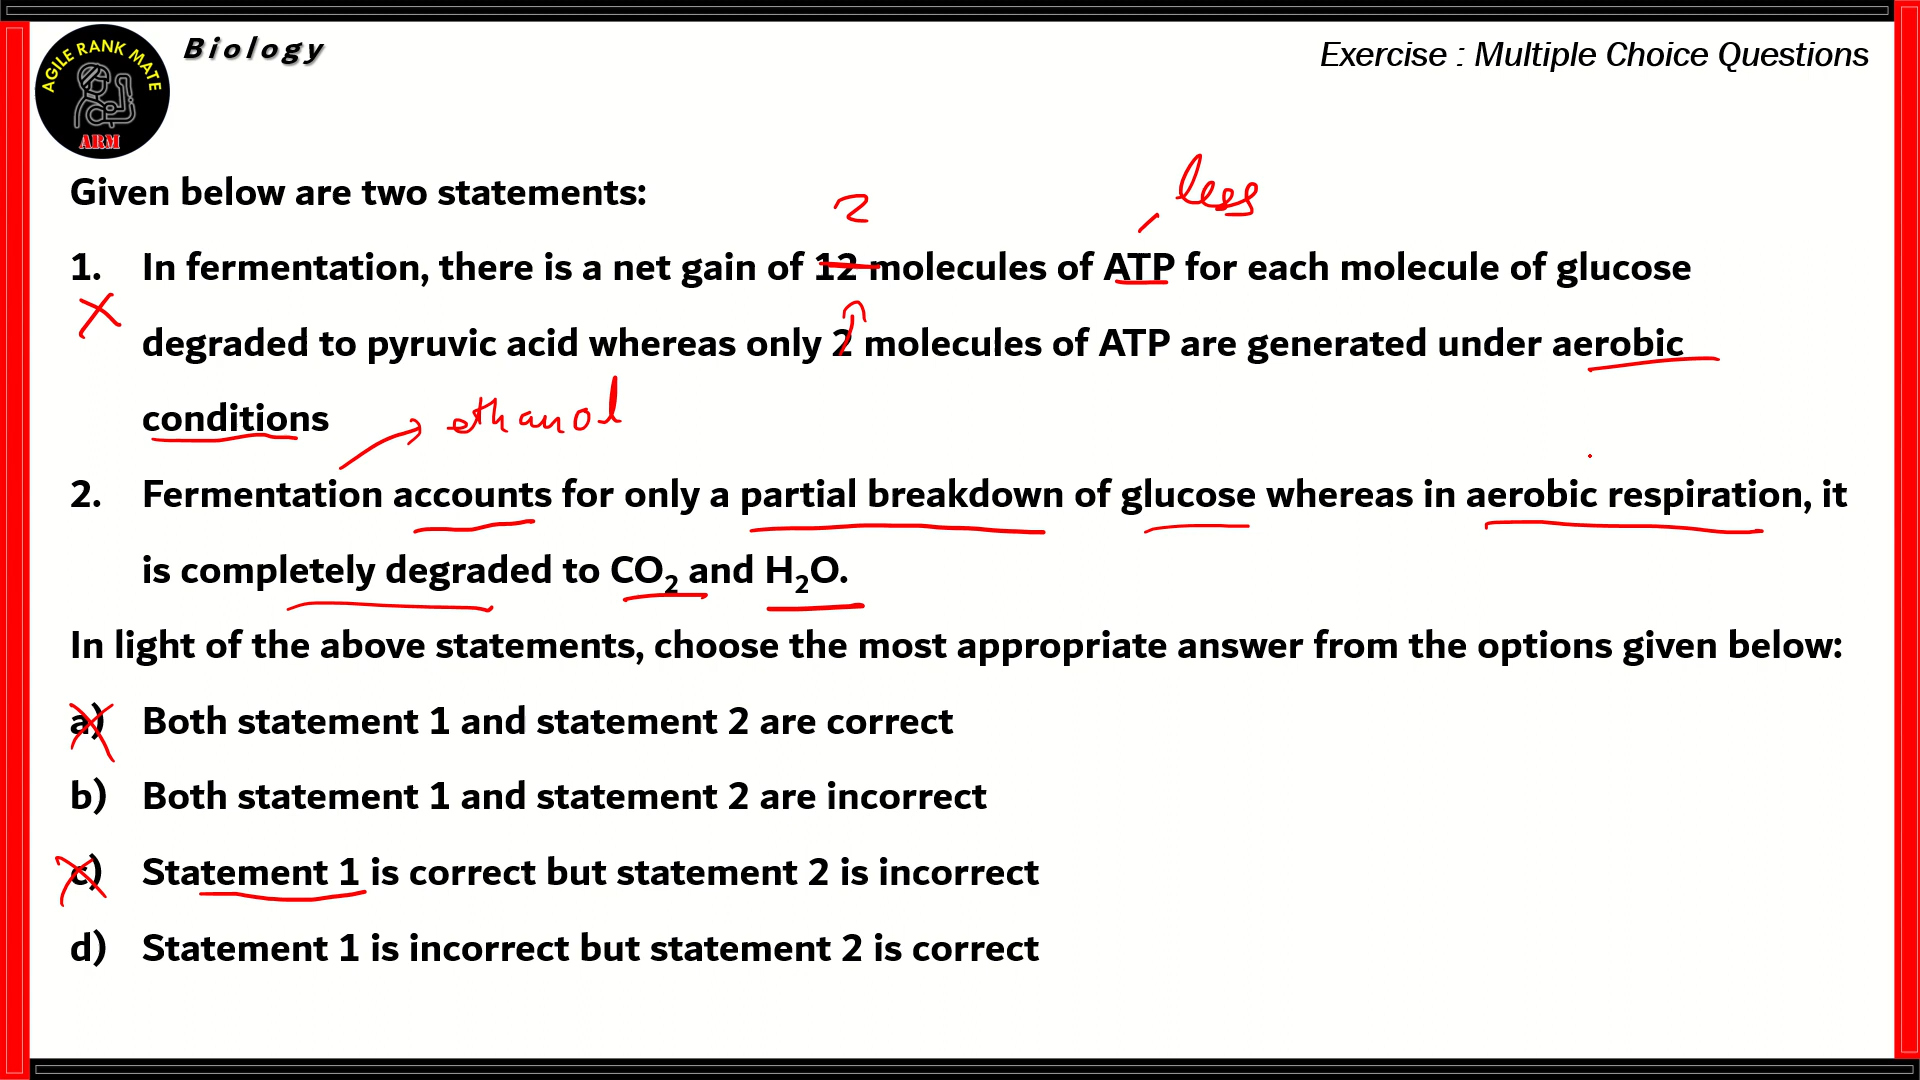 AGILE RANK MATE
ARM
Biology
Exercise : Multiple Choice Questions
Given below are two statements:
less
2
1. In fermentation, there is a net gain of 12 molecules of ATP for each molecule of glucose
degraded to pyruvic acid whereas only 2 molecules of ATP are generated under aerobic
conditions
ethanol
2. Fermentation accounts for only a partial breakdown of glucose whereas in aerobic respiration, it
is completely degraded to CO₂ and H₂O.
In light of the above statements, choose the most appropriate answer from the options given below:
a) Both statement 1 and statement 2 are correct
b) Both statement 1 and statement 2 are incorrect
c) Statement 1 is correct but statement 2 is incorrect
d) Statement 1 is incorrect but statement 2 is correct